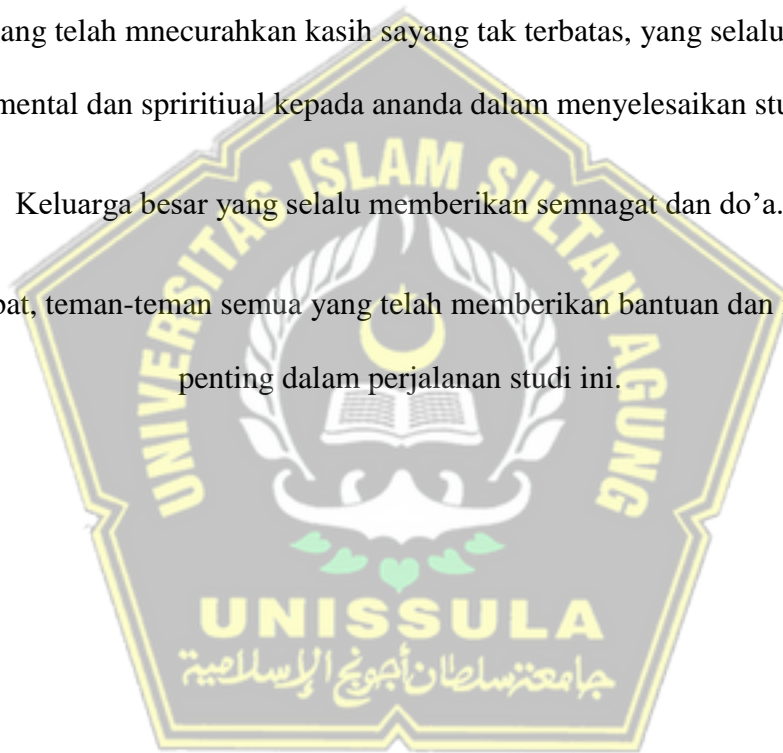 ang telah mnecurahkan kasih sayang tak terbatas, yang selalu
mental dan spriritiual kepada ananda dalam menyelesaikan stu
Keluarga besar yang selalu memberikan semnagat dan do’a.
bat, teman-teman semua yang telah memberikan bantuan dan
penting dalam perjalanan studi ini.
UNIVERSITAS ISLAM SULTAN AGUNG
UNISSULA
جامعة سلطان أجونج الإسلامية